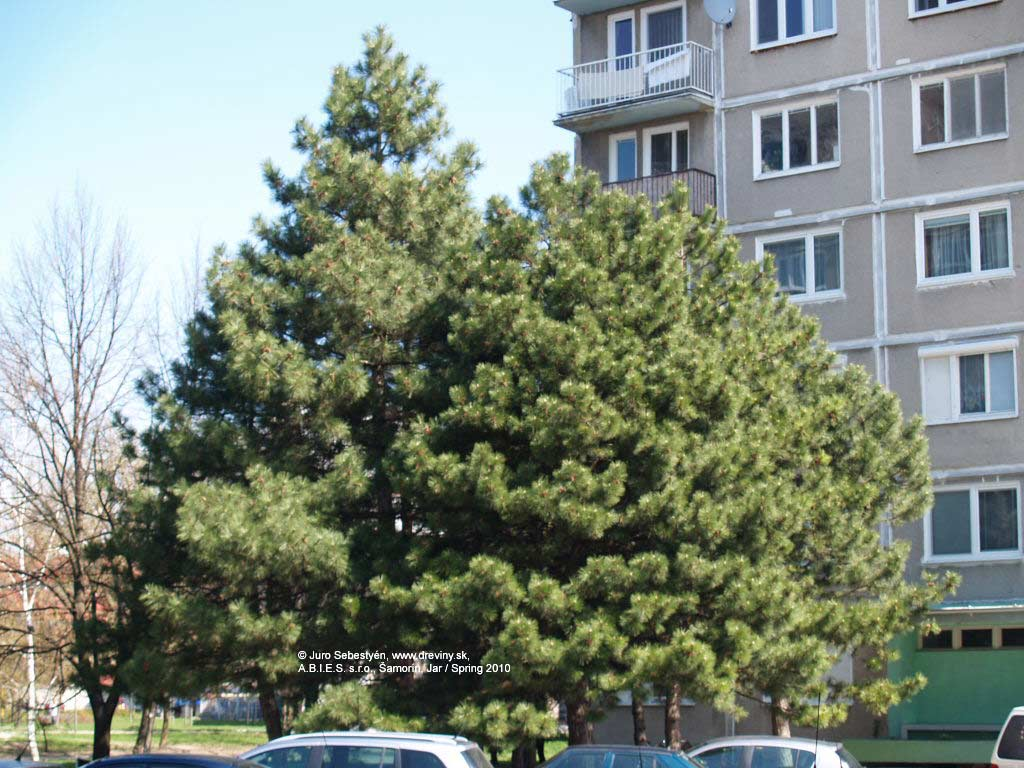 © Juro Sebestyén, www.dreviny.sk,
A.B.I.E.S. s.r.o., Šamorín, Jar / Spring 2010